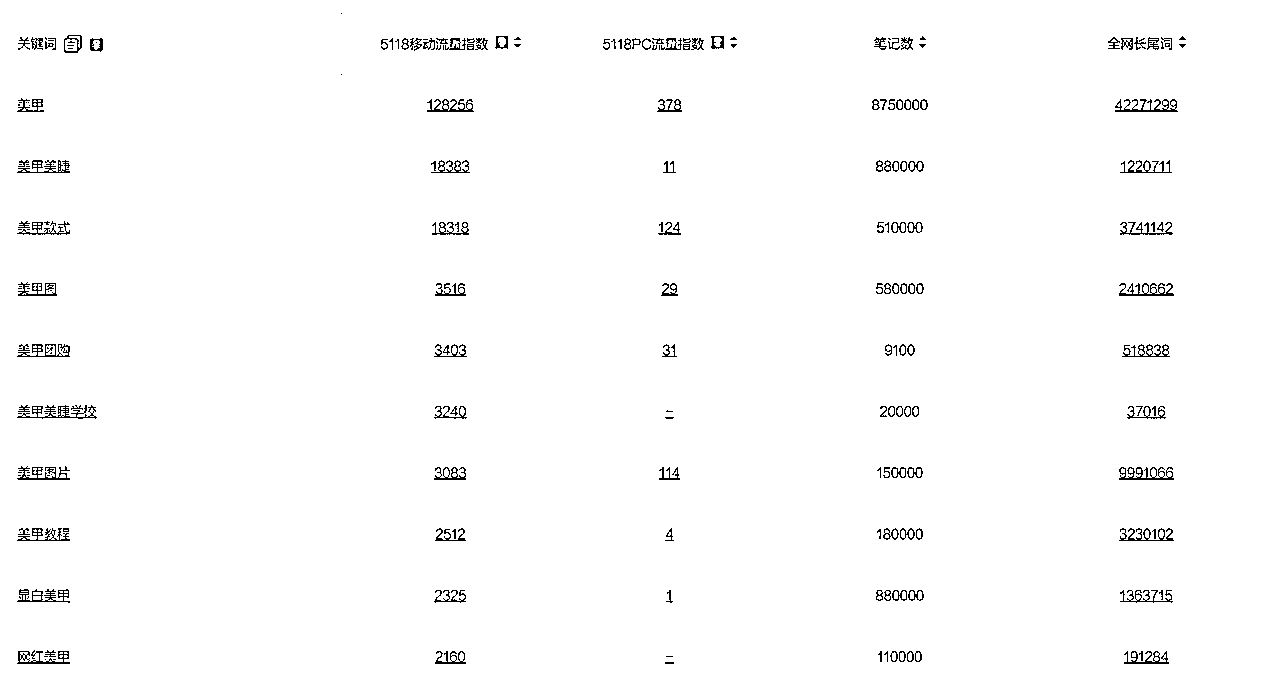 关键词 5118移动流量指数 5118PC流量指数 笔记数 全网长尾词
美甲 128256 378 8750000 42271299
美甲美睫 18383 11 880000 1220711
美甲款式 18318 124 510000 3741142
美甲图 3516 29 580000 2410662
美甲团购 3403 31 9100 518838
美甲美睫学校 3240 – 20000 37016
美甲图片 3083 114 150000 9991066
美甲教程 2512 4 180000 3230102
显白美甲 2325 1 880000 1363715
网红美甲 2160 – 110000 191284